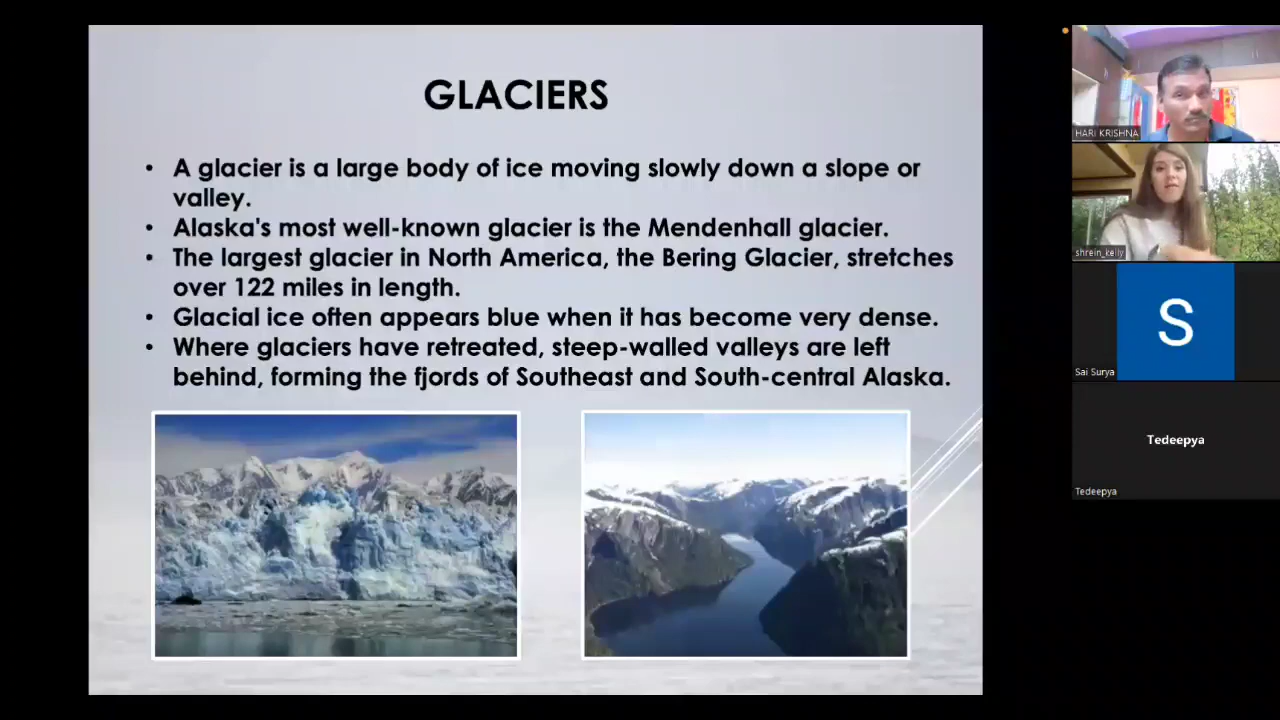 GLACIERS
• A glacier is a large body of ice moving slowly down a slope or
valley.
• Alaska's most well-known glacier is the Mendenhall glacier.
• The largest glacier in North America, the Bering Glacier, stretches
over 122 miles in length.
• Glacial ice often appears blue when it has become very dense.
• Where glaciers have retreated, steep-walled valleys are left
behind, forming the fjords of Southeast and South-central Alaska.
HARI KRISHNA
shrein_kelly
S
Sai Surya
Tedeepya
Tedeepya